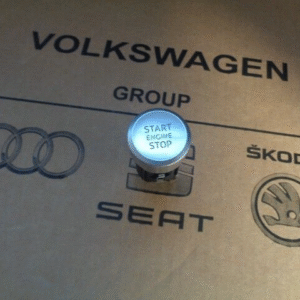 VOLKSWAGEN
GROUP
START
ENGINE
STOP
ŠKOD
SEAT